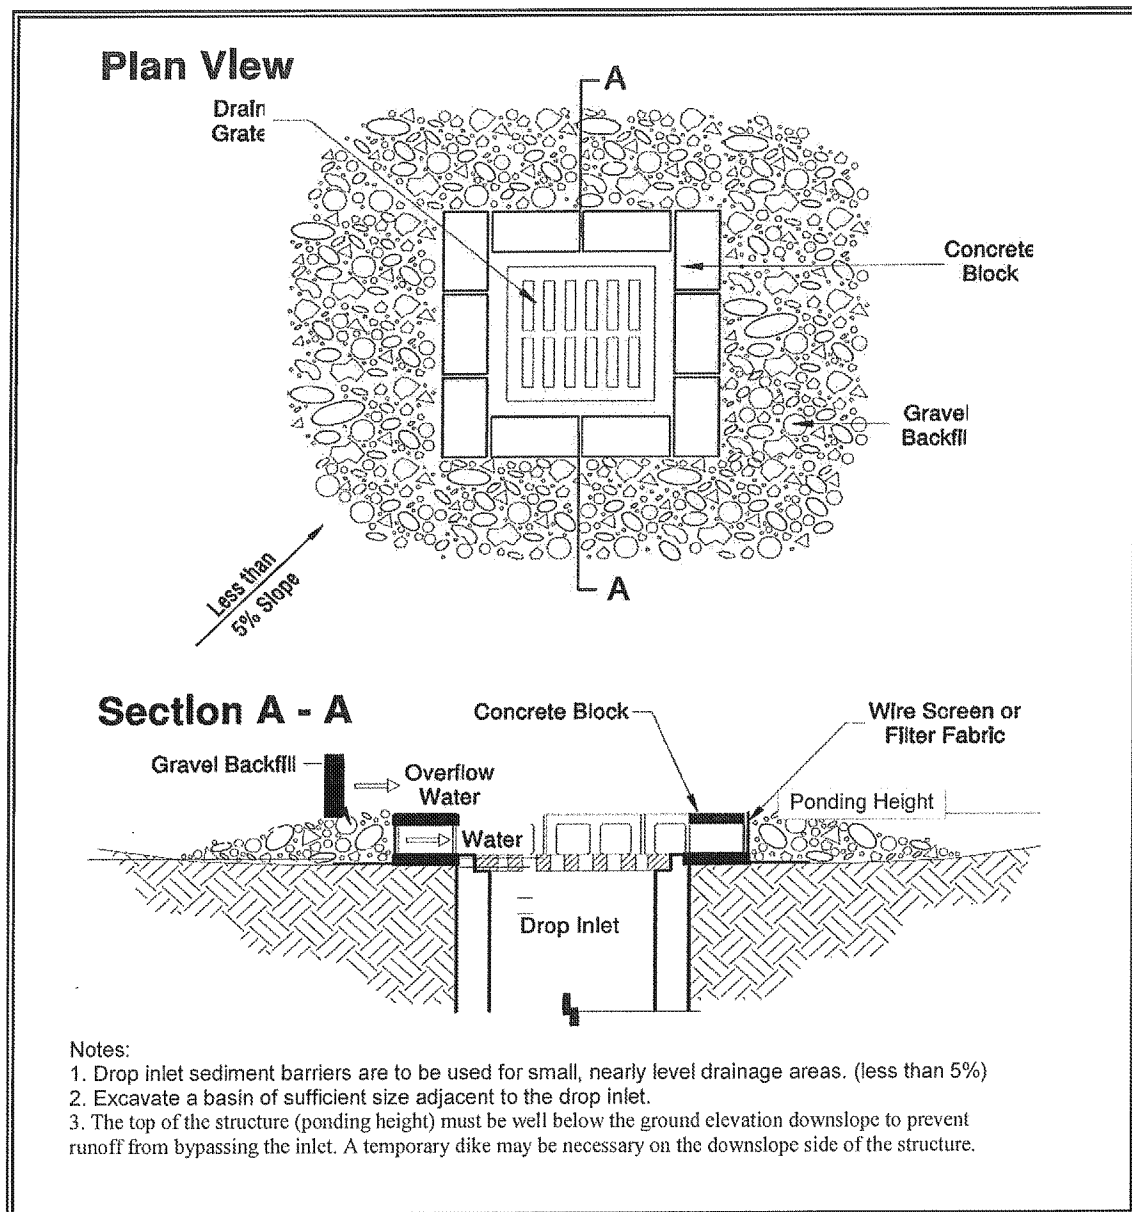 Plan View
A
Drain
Grate
Concrete
Block
Gravel
Backfil
Less than
5% Slope
A
Section A - A
Concrete Block
Wire Screen or
Filter Fabric
Gravel Backfill
Overflow
Water
Ponding Height
Water
Drop Inlet
Notes:
1. Drop inlet sediment barriers are to be used for small, nearly level drainage areas. (less than 5%)
2. Excavate a basin of sufficient size adjacent to the drop inlet.
3. The top of the structure (ponding height) must be well below the ground elevation downslope to prevent
runoff from bypassing the inlet. A temporary dike may be necessary on the downslope side of the structure.